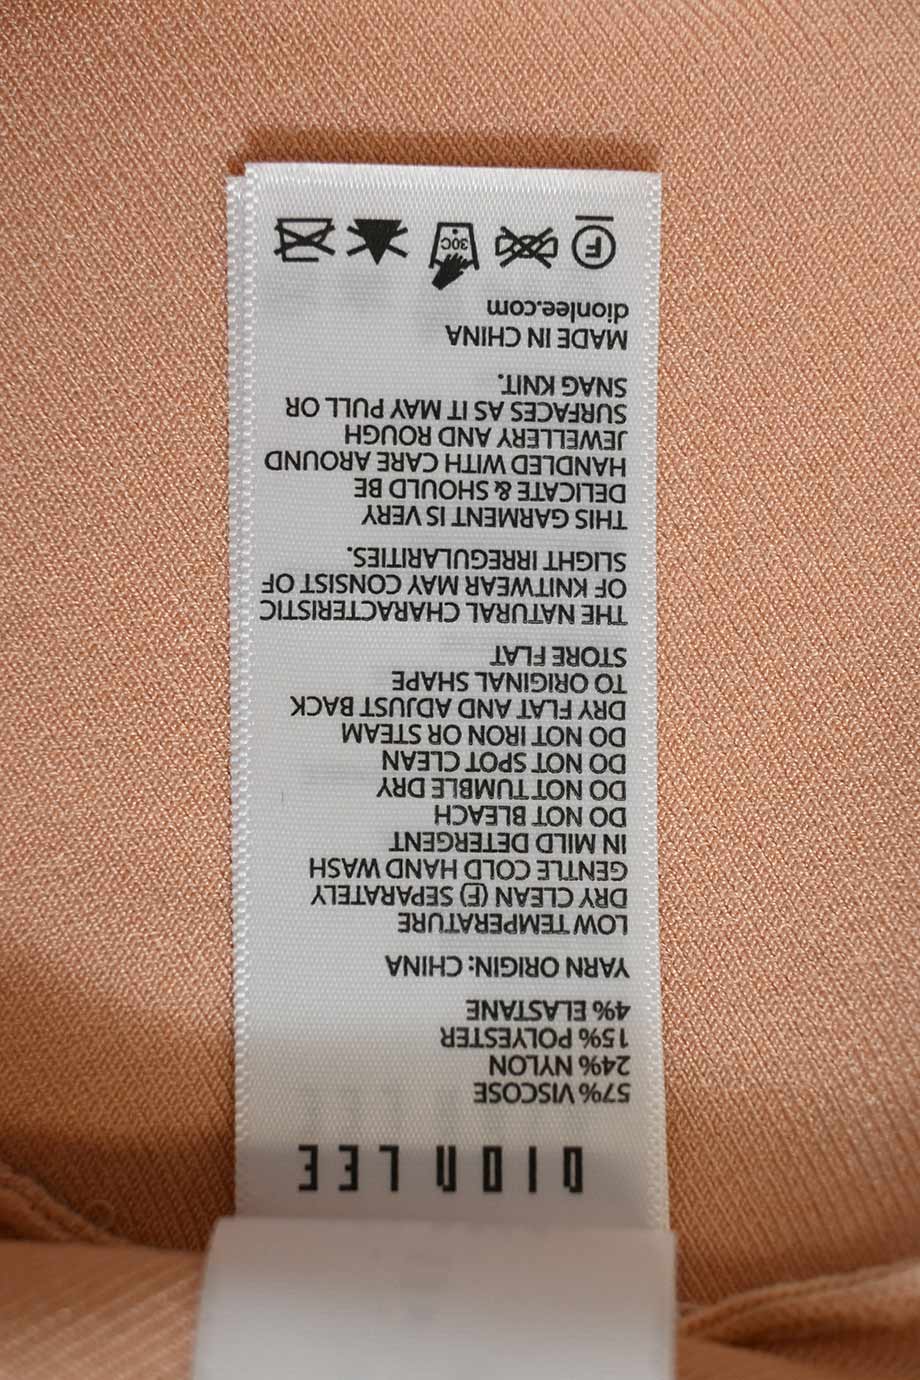 DION LEE
57% VISCOSE
24% NYLON
15% POLYESTER
4% ELASTANE
YARN ORIGIN: CHINA
LOW TEMPERATURE
DRY CLEAN (F) SEPARATELY
GENTLE COLD HAND WASH
IN MILD DETERGENT
DO NOT BLEACH
DO NOT TUMBLE DRY
DO NOT SPOT CLEAN
DO NOT IRON OR STEAM
DRY FLAT AND ADJUST BACK
TO ORIGINAL SHAPE
STORE FLAT
THE NATURAL CHARACTERISTIC
OF KNITWEAR MAY CONSIST OF
SLIGHT IRREGULARITIES.
THIS GARMENT IS VERY
DELICATE & SHOULD BE
HANDLED WITH CARE AROUND
JEWELLERY AND ROUGH
SURFACES AS IT MAY PULL OR
SNAG KNIT.
MADE IN CHINA
dionlee.com
F 30C